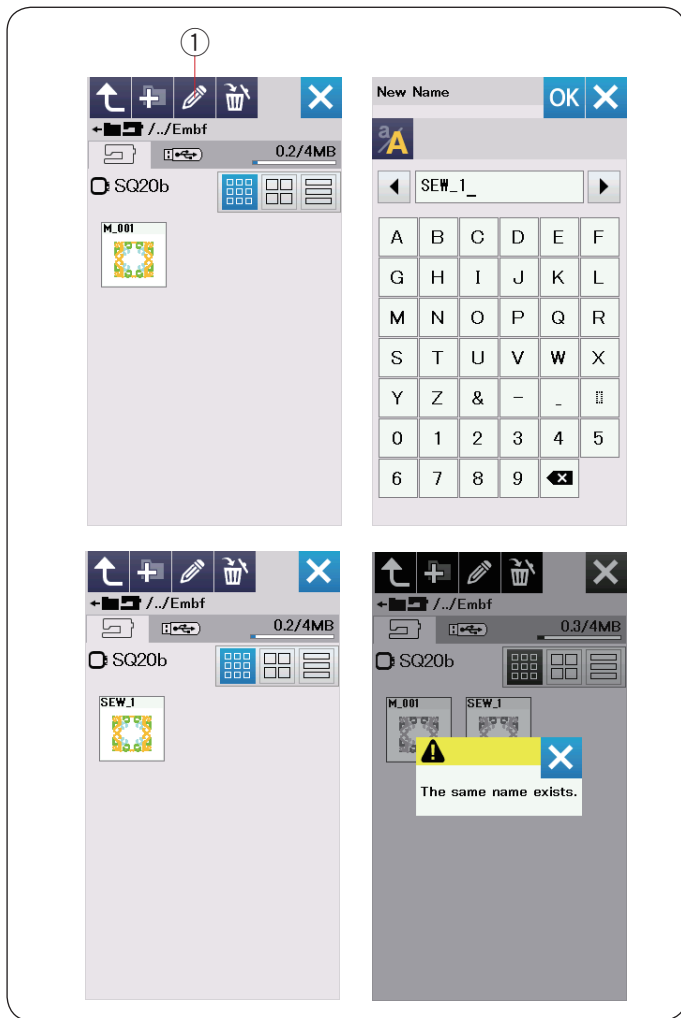 ①
/../Embf
0.2/4MB
SQ20b
M_001
New Name
OK
a/A
SEW_1_
A B C D E F
G H I J K L
M N O P Q R
S T U V W X
Y Z & - _
0 1 2 3 4 5
6 7 8 9
/../Embf
0.2/4MB
SQ20b
SEW_1
/../Embf
0.3/4MB
SQ20b
M_001 SEW_1
The same name exists.